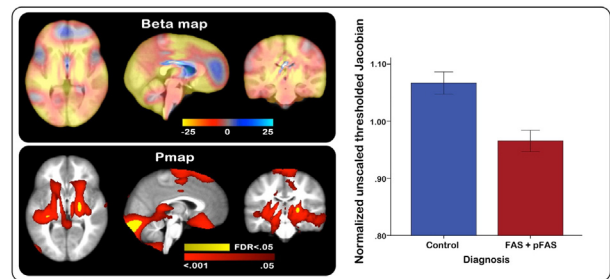 Beta map
-25 0 25
Pmap
FDR<.05
<.001 .05
Normalized unscaled thresholded Jacobian
1.10
1.00
.90
.80
Control FAS + pFAS
Diagnosis